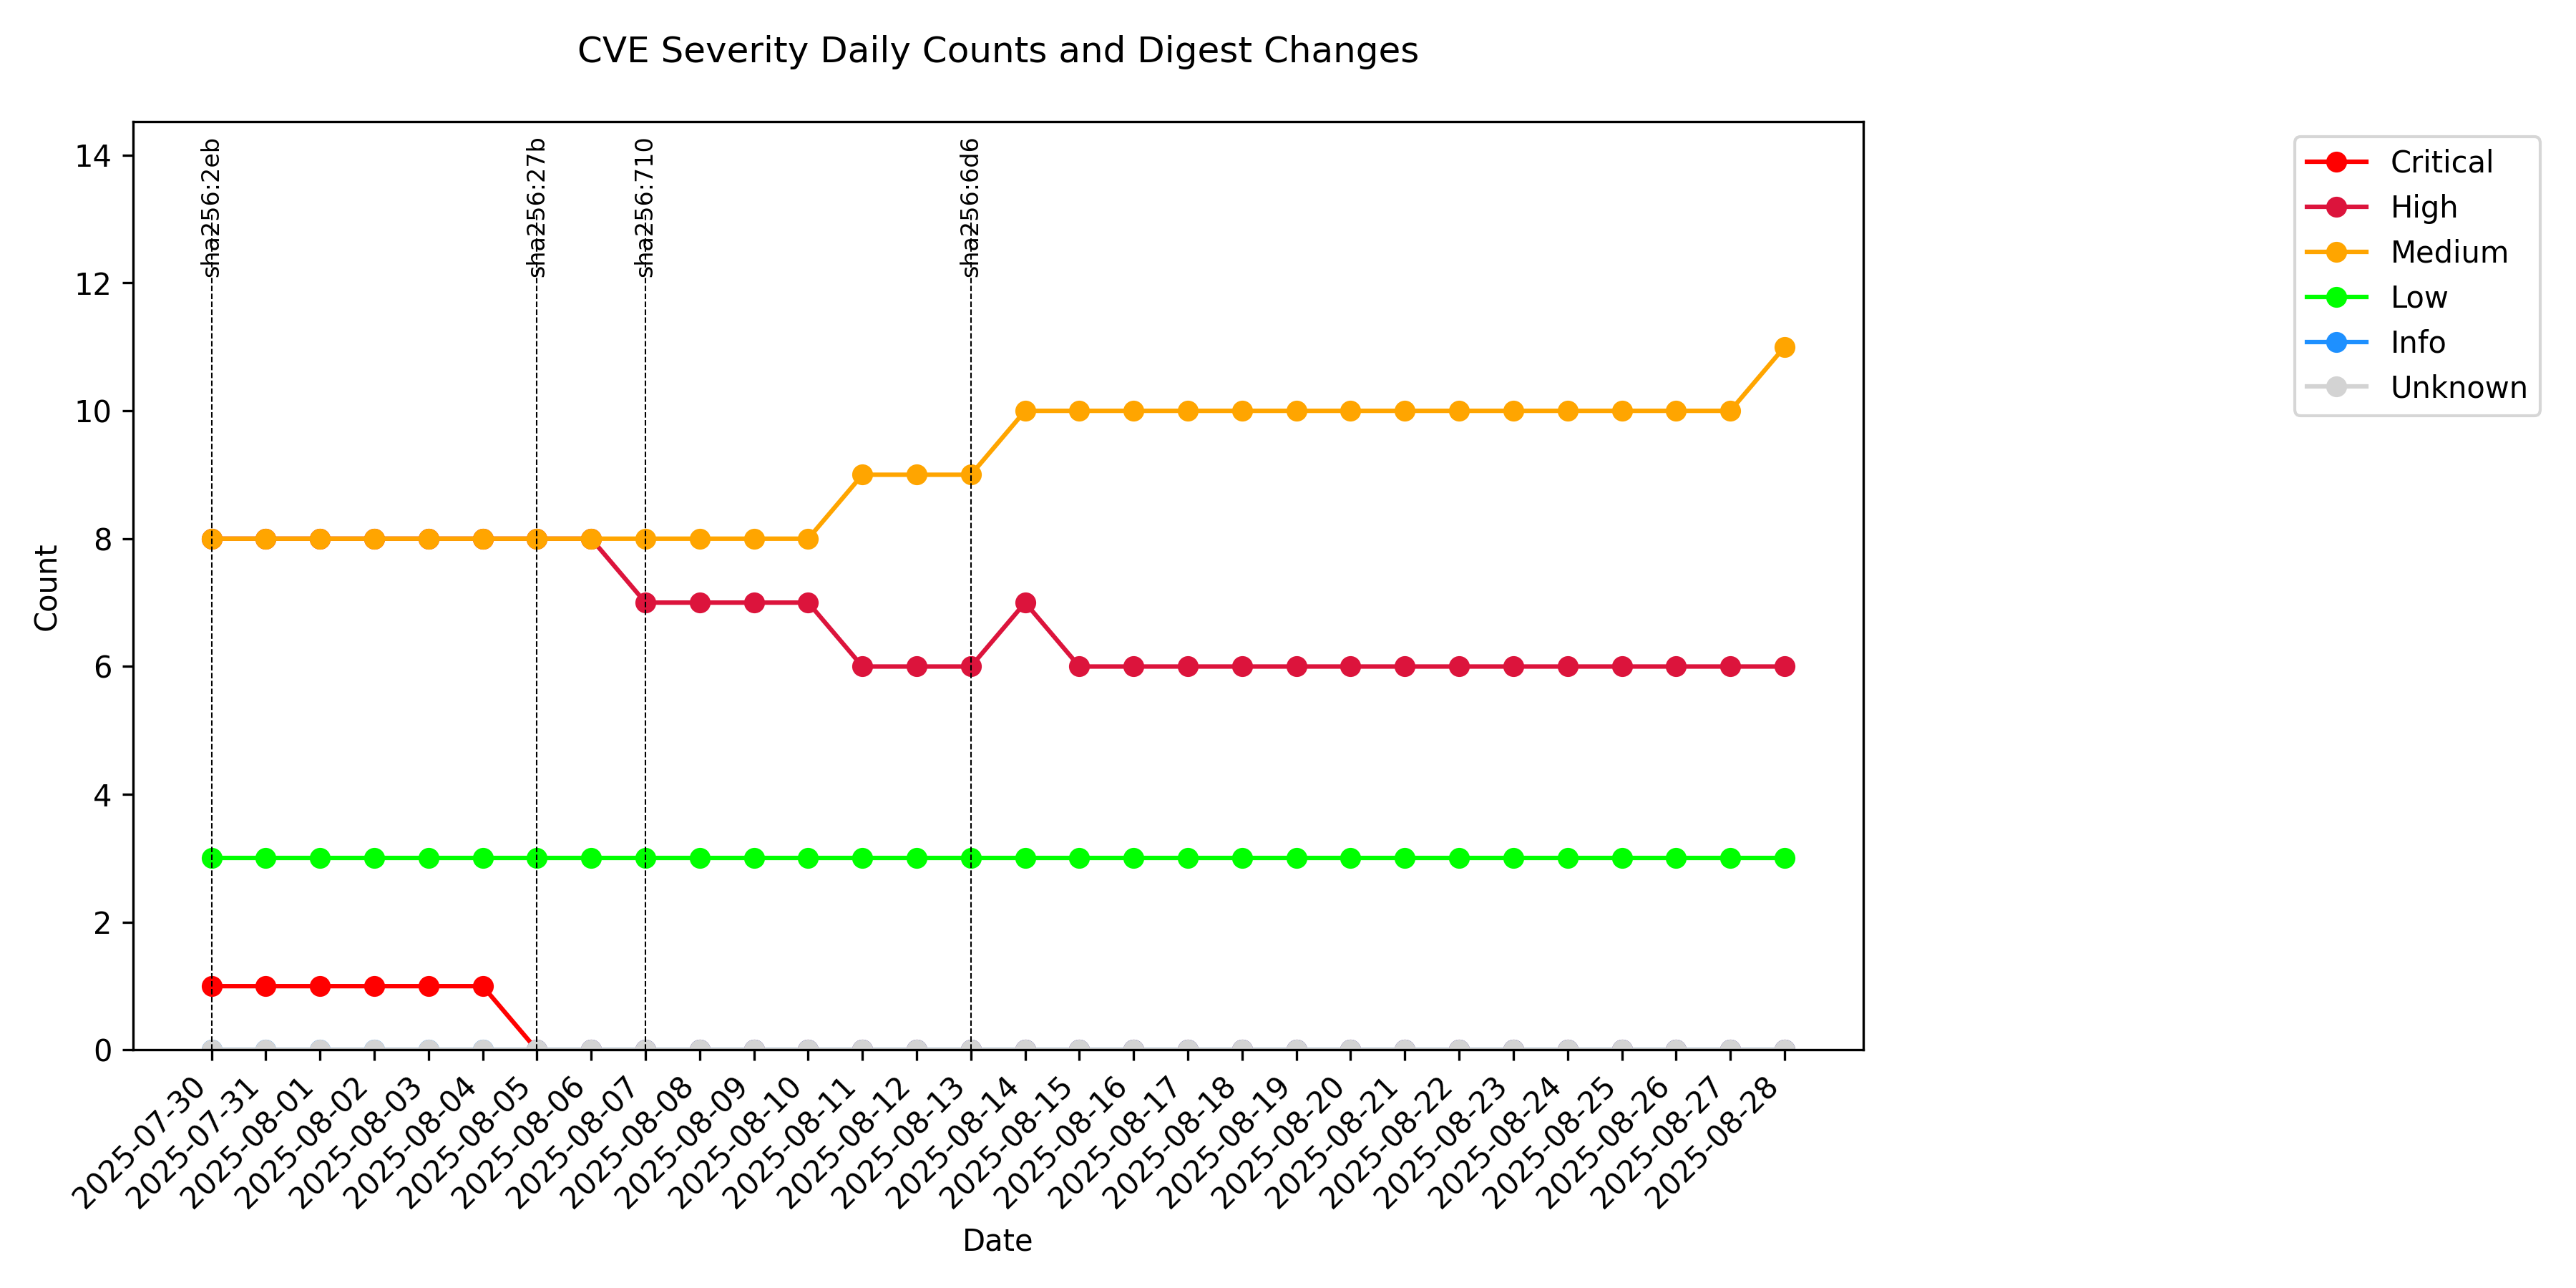 CVE Severity Daily Counts and Digest Changes
14
12
10
8
6
4
2
0
Count
sha256:2eb
sha256:27b
sha256:710
sha256:6d6
2025-07-30
2025-07-31
2025-08-01
2025-08-02
2025-08-03
2025-08-04
2025-08-05
2025-08-06
2025-08-07
2025-08-08
2025-08-09
2025-08-10
2025-08-11
2025-08-12
2025-08-13
2025-08-14
2025-08-15
2025-08-16
2025-08-17
2025-08-18
2025-08-19
2025-08-20
2025-08-21
2025-08-22
2025-08-23
2025-08-24
2025-08-25
2025-08-26
2025-08-27
2025-08-28
Date
Critical
High
Medium
Low
Info
Unknown